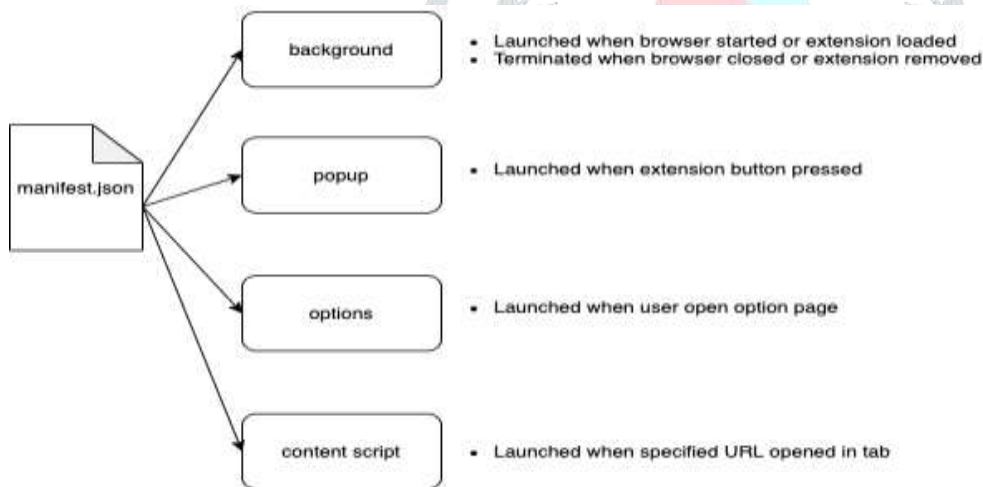 background
• Launched when browser started or extension loaded
• Terminated when browser closed or extension removed
manifest.json
popup
• Launched when extension button pressed
options
• Launched when user open option page
content script
• Launched when specified URL opened in tab